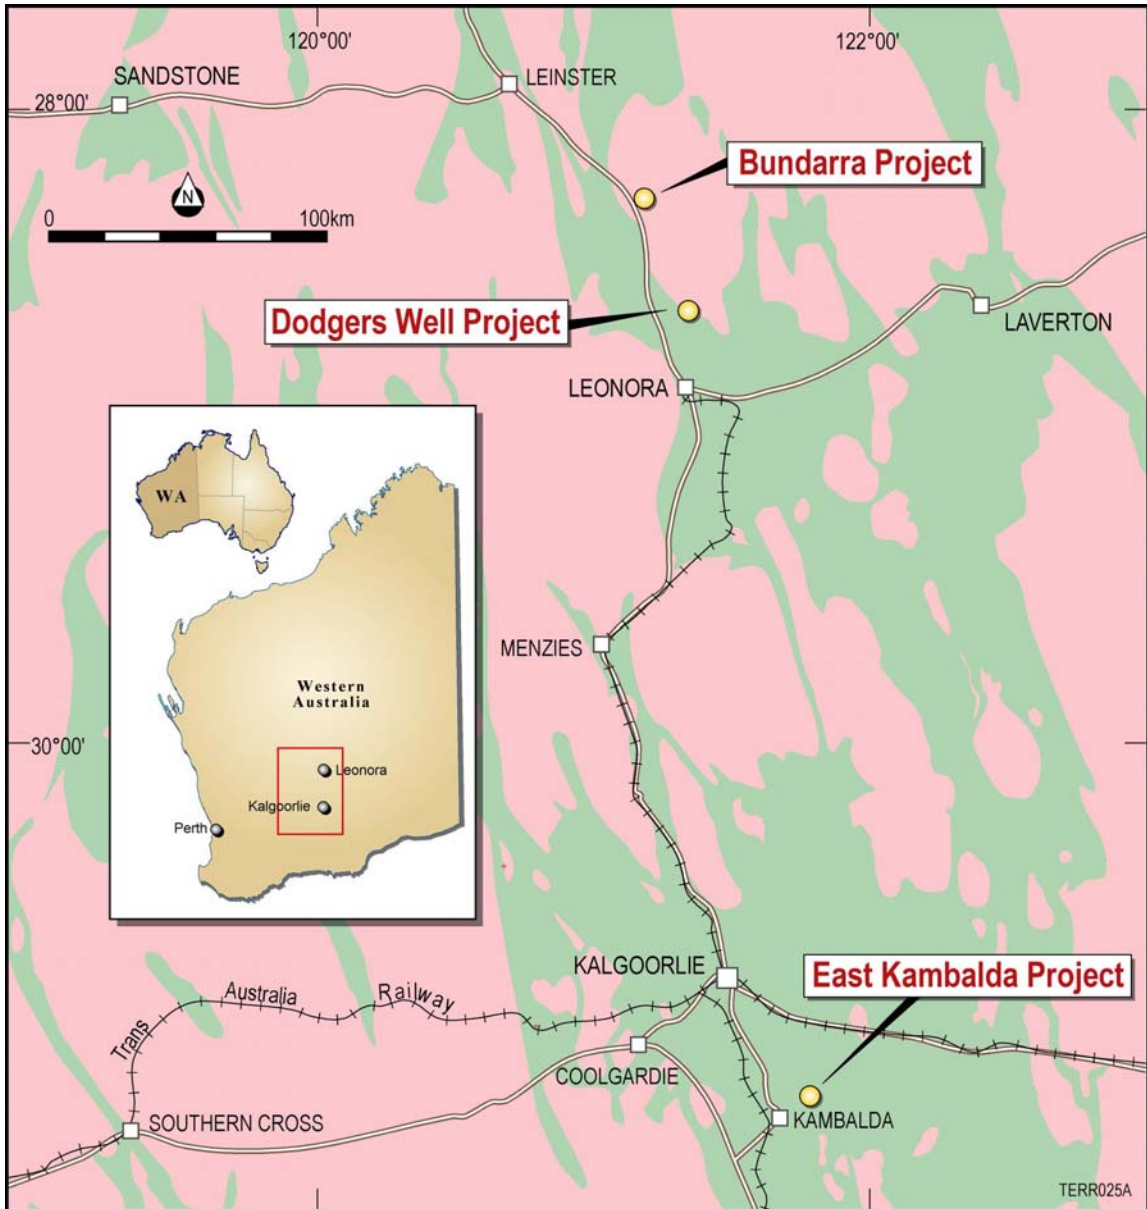 120°00'
122°00'
SANDSTONE
LEINSTER
28°00'
Bundarra Project
N
0
100km
Dodgers Well Project
LAVERTON
LEONORA
WA
MENZIES
Western
Australia
30°00'
Leonora
Kalgoorlie
Perth
KALGOORLIE
East Kambalda Project
Trans Australia Railway
COOLGARDIE
SOUTHERN CROSS
KAMBALDA
TERR025A